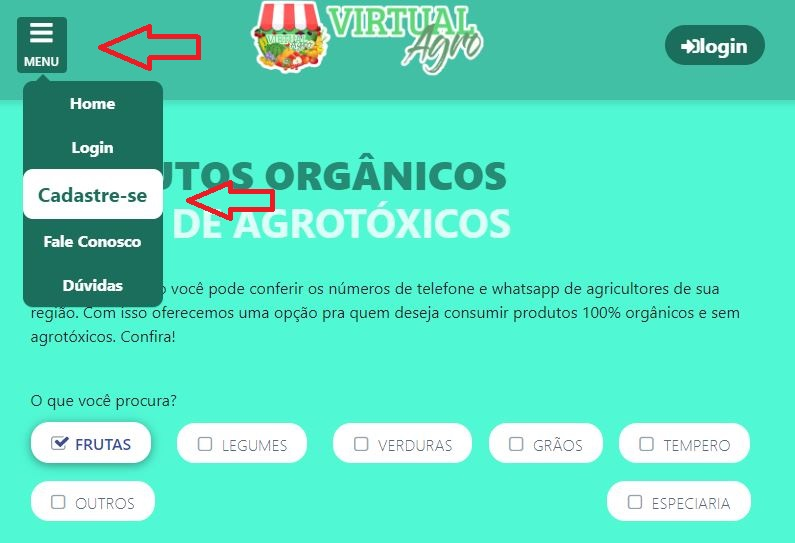 VIRTUAL
Agro
VIRTUAL
AGRO
login
MENU
Home
Login
Cadastre-se
Fale Conosco
Dúvidas
UTOS ORGÂNICOS
DE AGROTÓXICOS
o você pode conferir os números de telefone e whatsapp de agricultores de sua
região. Com isso oferecemos uma opção pra quem deseja consumir produtos 100% orgânicos e sem
agrotóxicos. Confira!
O que você procura?
FRUTAS LEGUMES VERDURAS GRÃOS TEMPERO
OUTROS ESPECIARIA